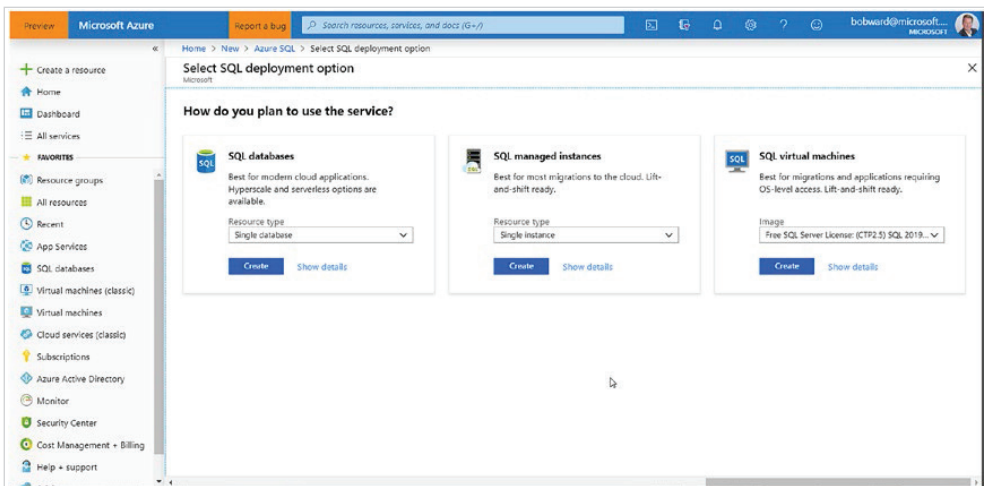 Preview
Microsoft Azure
Report a bug
Search resources, services, and docs (G+/)
bobward@microsoft....
MICROSOFT
«
Home > New > Azure SQL > Select SQL deployment option
Select SQL deployment option
Microsoft
Create a resource
Home
Dashboard
All services
FAVORITES
Resource groups
All resources
Recent
App Services
SQL databases
Virtual machines (classic)
Virtual machines
Cloud services (classic)
Subscriptions
Azure Active Directory
Monitor
Security Center
Cost Management + Billing
Help + support
How do you plan to use the service?
SQL
SQL databases
Best for modern cloud applications.
Hyperscale and serverless options are
available.
Resource type
Single database
Create
Show details
SQL managed instances
Best for most migrations to the cloud. Lift-
and-shift ready.
Resource type
Single instance
Create
Show details
SQL
SQL virtual machines
Best for migrations and applications requiring
OS-level access. Lift-and-shift ready.
Image
Free SQL Server License: (CTP2.5) SQL 2019...
Create
Show details